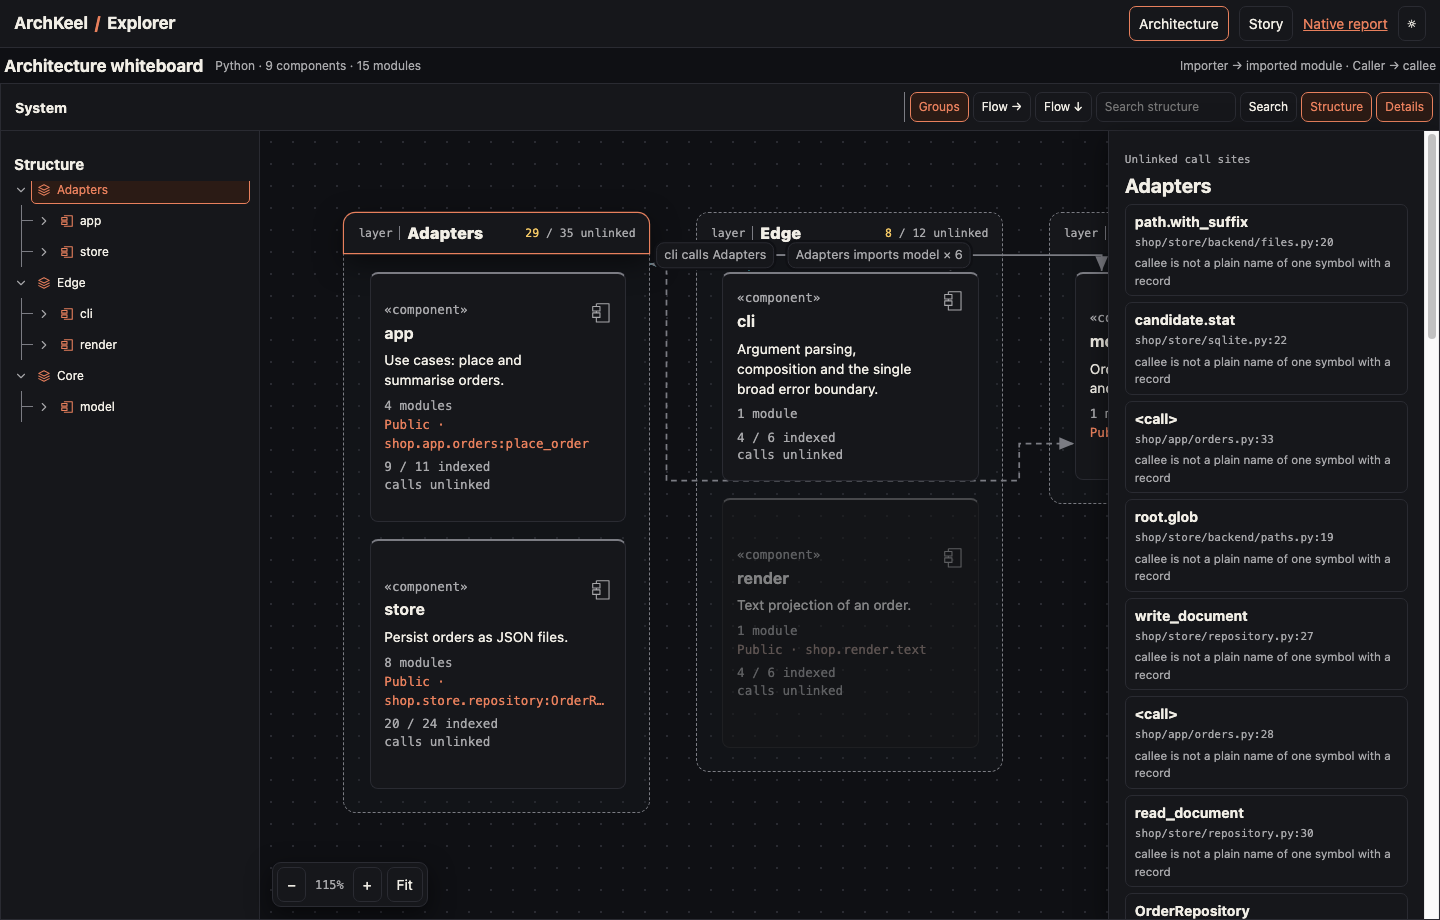 ArchKeel / Explorer
Architecture
Story
Native report
Architecture whiteboard
Python · 9 components · 15 modules
Importer → imported module · Caller → callee
System
Groups
Flow →
Flow ↓
Search structure
Search
Structure
Details
Structure
Adapters
app
store
Edge
cli
render
Core
model
layer | Adapters
29 / 35 unlinked
«component»
app
Use cases: place and
summarise orders.
4 modules
Public ·
shop.app.orders:place_order
9 / 11 indexed
calls unlinked
«component»
store
Persist orders as JSON files.
8 modules
Public ·
shop.store.repository:OrderR…
20 / 24 indexed
calls unlinked
layer | Edge
8 / 12 unlinked
cli calls Adapters
Adapters imports model × 6
«component»
cli
Argument parsing,
composition and the single
broad error boundary.
1 module
4 / 6 indexed
calls unlinked
«component»
render
Text projection of an order.
1 module
Public · shop.render.text
4 / 6 indexed
calls unlinked
layer |
− 115% + Fit
Unlinked call sites
Adapters
path.with_suffix
shop/store/backend/files.py:20
callee is not a plain name of one symbol with a
record
candidate.stat
shop/store/sqlite.py:22
callee is not a plain name of one symbol with a
record
<call>
shop/app/orders.py:33
callee is not a plain name of one symbol with a
record
root.glob
shop/store/backend/paths.py:19
callee is not a plain name of one symbol with a
record
write_document
shop/store/repository.py:27
callee is not a plain name of one symbol with a
record
<call>
shop/app/orders.py:28
callee is not a plain name of one symbol with a
record
read_document
shop/store/repository.py:30
callee is not a plain name of one symbol with a
record
OrderRepository